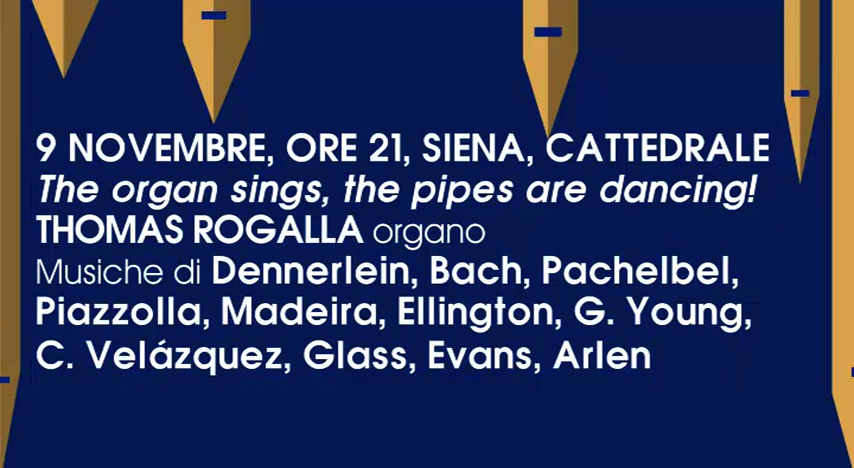 9 NOVEMBRE, ORE 21, SIENA, CATTEDRALE
The organ sings, the pipes are dancing!
THOMAS ROGALLA organo
Musiche di Dennerlein, Bach, Pachelbel,
Piazzolla, Madeira, Ellington, G. Young,
C. Velázquez, Glass, Evans, Arlen